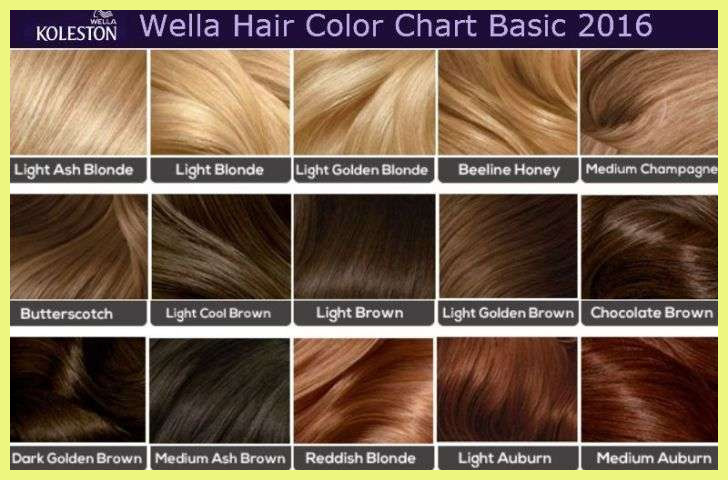 WELLA
KOLESTON
Wella Hair Color Chart Basic 2016
Light Ash Blonde
Light Blonde
Light Golden Blonde
Beeline Honey
Medium Champagne
Butterscotch
Light Cool Brown
Light Brown
Light Golden Brown
Chocolate Brown
Dark Golden Brown
Medium Ash Brown
Reddish Blonde
Light Auburn
Medium Auburn